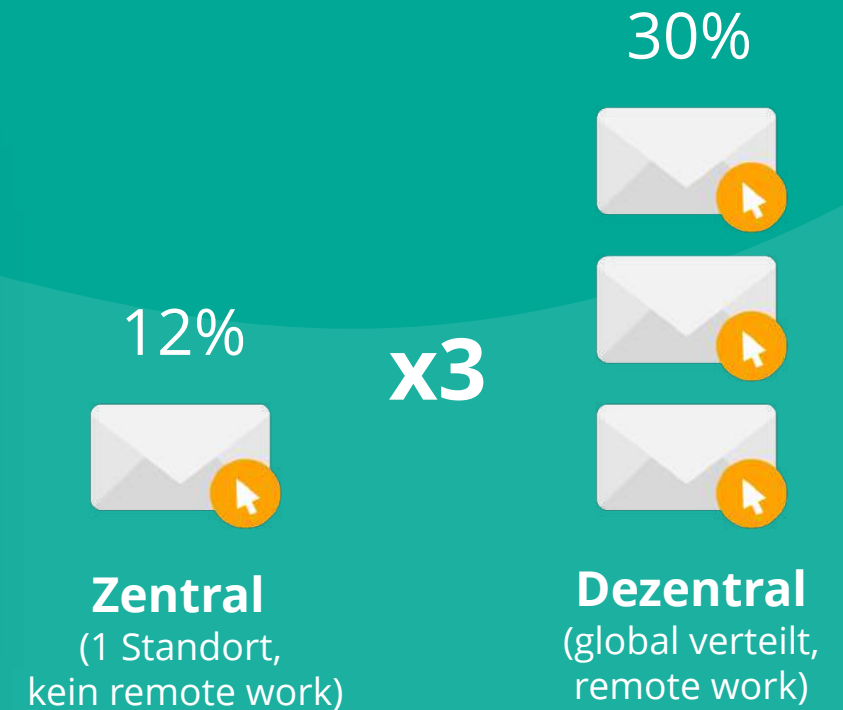 12%
Zentral
(1 Standort,
kein remote work)
x3
30%
Dezentral
(global verteilt,
remote work)